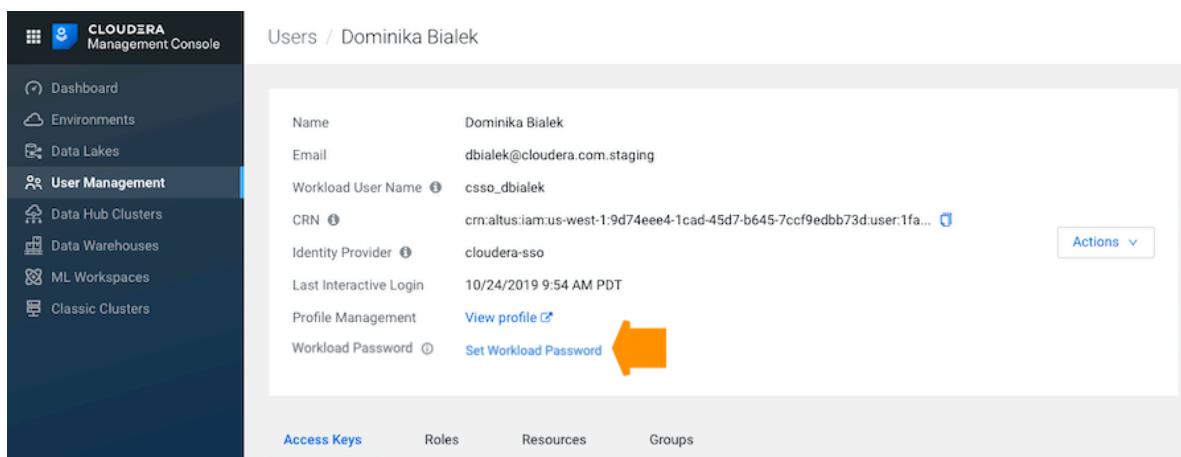 CLOUDERA
Management Console
Users / Dominika Bialek
Dashboard
Environments
Data Lakes
User Management
Data Hub Clusters
Data Warehouses
ML Workspaces
Classic Clusters
Name Dominika Bialek
Email dbialek@cloudera.com.staging
Workload User Name csso_dbialek
CRN crn:altus:iam:us-west-1:9d74eee4-1cad-45d7-b645-7ccf9edbb73d:user:1fa...
Identity Provider cloudera-sso
Last Interactive Login 10/24/2019 9:54 AM PDT
Profile Management View profile
Workload Password Set Workload Password
Actions
Access Keys Roles Resources Groups